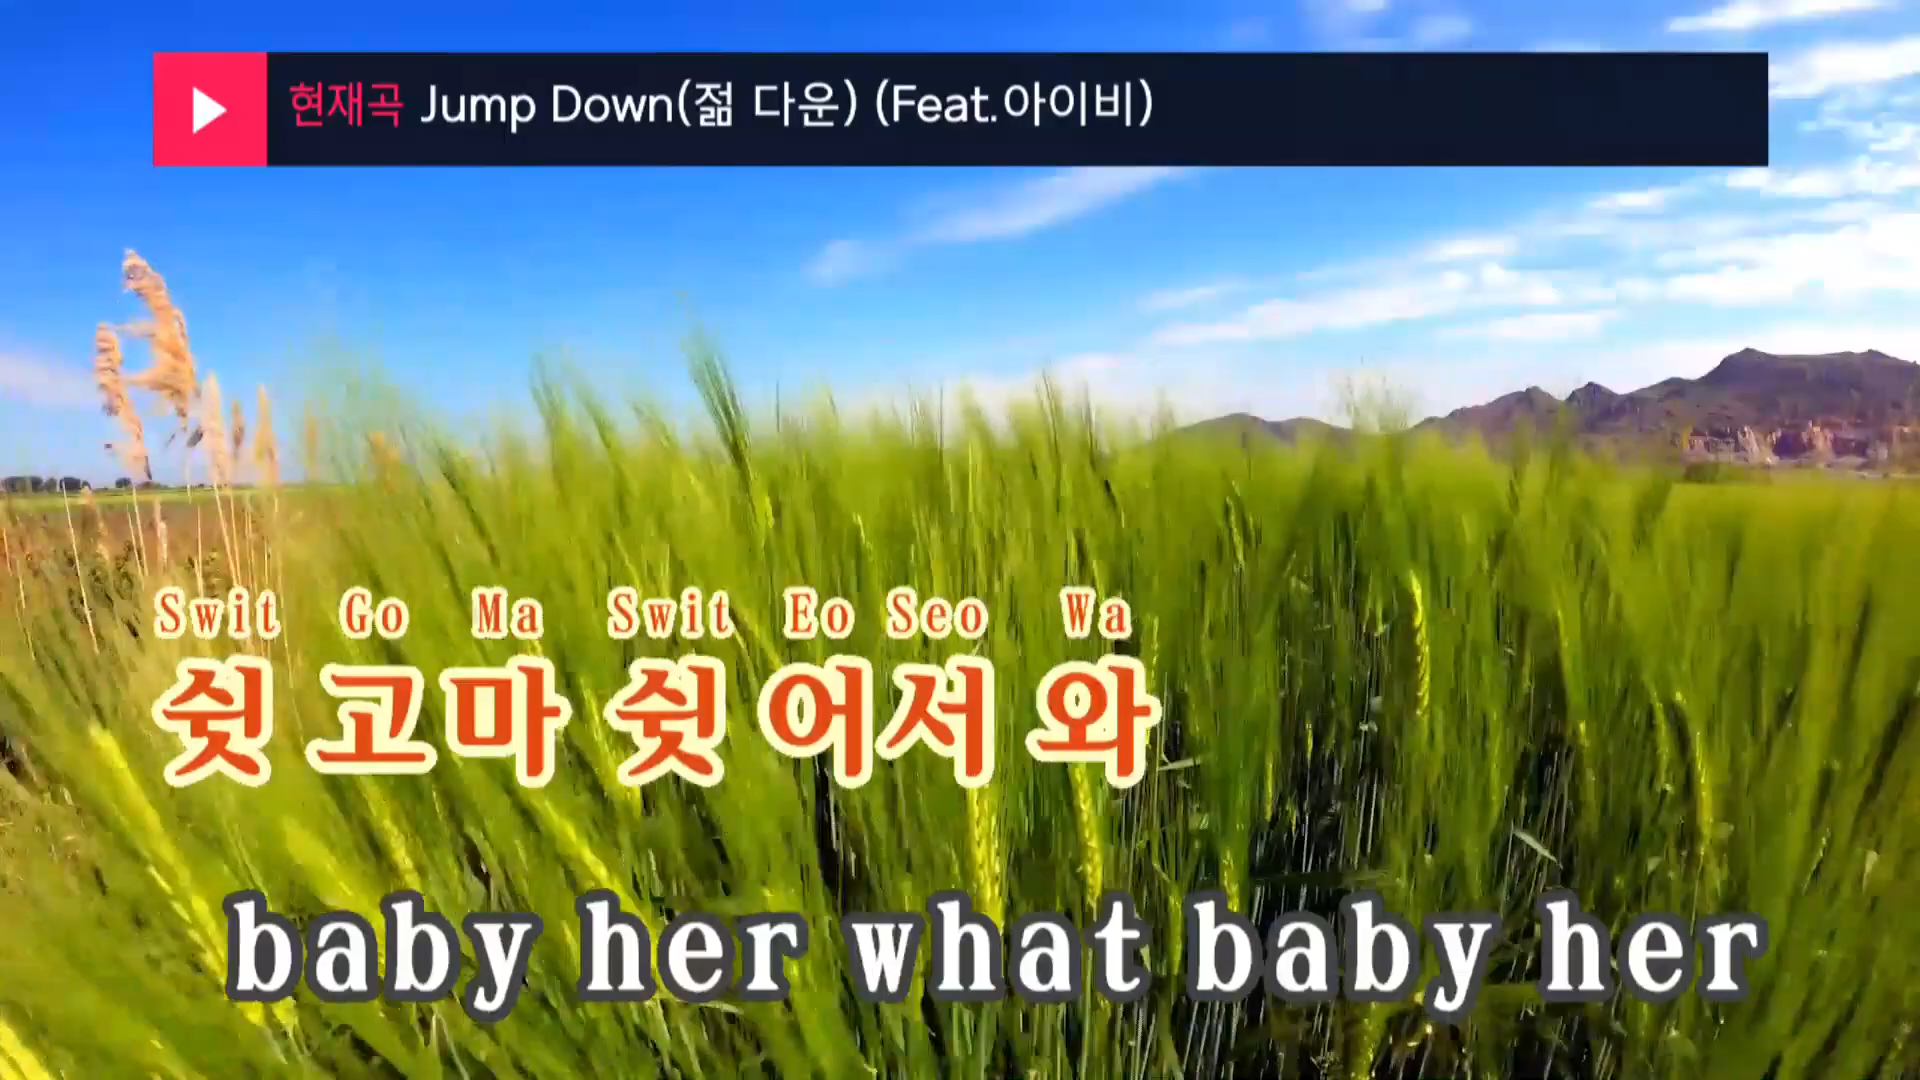 현재곡 Jump Down(젊 다운) (Feat.아이비)
Swit Go Ma Swit Eo Seo Wa
쉿 고마 쉿 어서 와
baby her what baby her